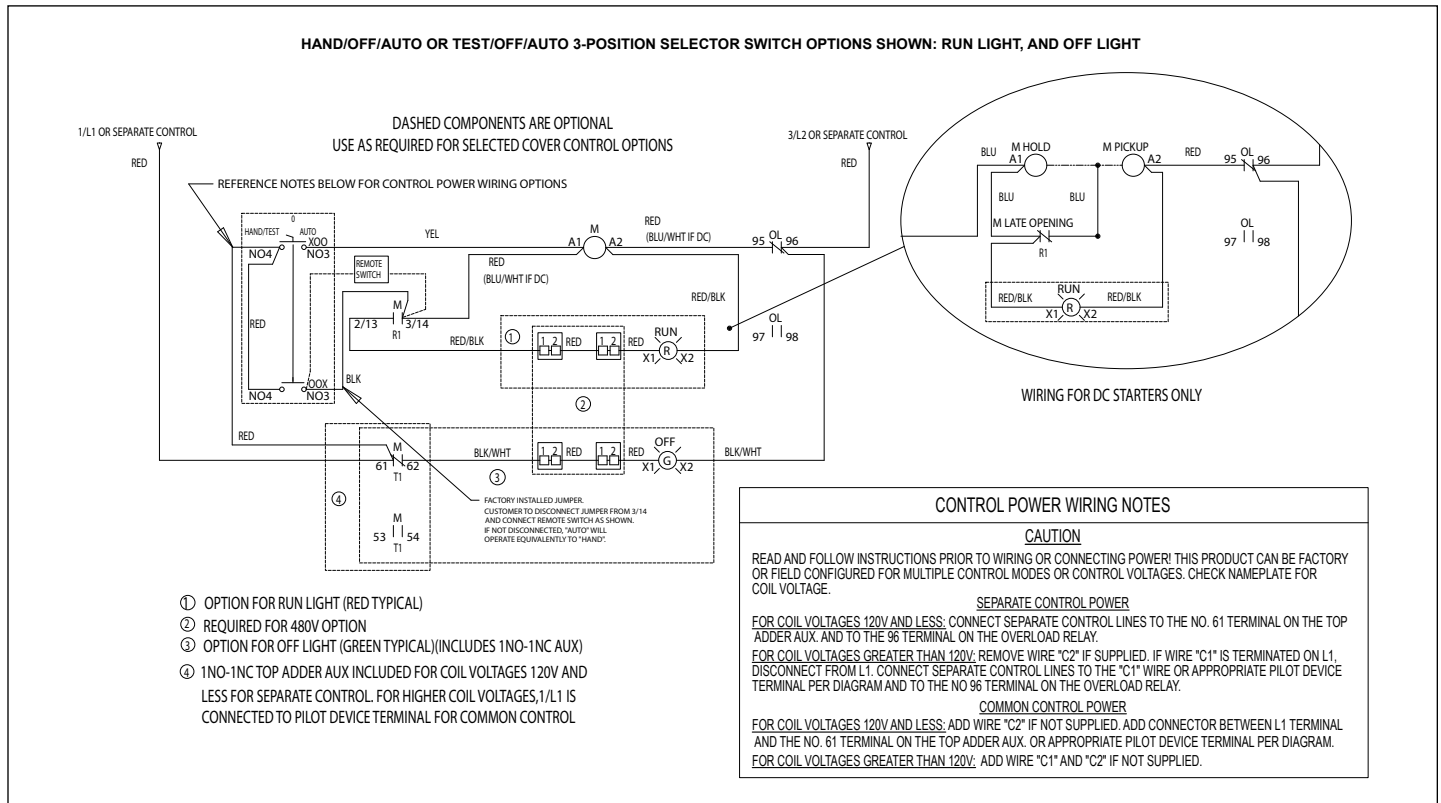 HAND/OFF/AUTO OR TEST/OFF/AUTO 3-POSITION SELECTOR SWITCH OPTIONS SHOWN: RUN LIGHT, AND OFF LIGHT
DASHED COMPONENTS ARE OPTIONAL
USE AS REQUIRED FOR SELECTED COVER CONTROL OPTIONS
1/L1 OR SEPARATE CONTROL
RED
3/L2 OR SEPARATE CONTROL
RED
REFERENCE NOTES BELOW FOR CONTROL POWER WIRING OPTIONS
0
HAND/TEST
AUTO
XOO
NO4
NO3
YEL
M
A1
A2
RED
(BLU/WHT IF DC)
OL
95
96
RED
(BLU/WHT IF DC)
REMOTE
SWITCH
M
2/13
3/14
R1
RED
RED/BLK
RED/BLK
①
1 2
RED
1 2
RED
RUN
R
X1
X2
OL
97
98
OOX
NO4
NO3
BLK
②
RED
M
61
62
T1
BLK/WHT
③
1 2
RED
1 2
RED
OFF
G
X1
X2
BLK/WHT
④
M
53
54
T1
FACTORY INSTALLED JUMPER.
CUSTOMER TO DISCONNECT JUMPER FROM 3/14
AND CONNECT REMOTE SWITCH AS SHOWN.
IF NOT DISCONNECTED, "AUTO" WILL
OPERATE EQUIVALENTLY TO "HAND".
BLU
M HOLD
A1
M PICKUP
A2
RED
OL
95
96
BLU
BLU
M LATE OPENING
R1
OL
97
98
RED/BLK
RUN
R
X1
X2
RED/BLK
WIRING FOR DC STARTERS ONLY
① OPTION FOR RUN LIGHT (RED TYPICAL)
② REQUIRED FOR 480V OPTION
③ OPTION FOR OFF LIGHT (GREEN TYPICAL)(INCLUDES 1NO-1NC AUX)
④ 1NO-1NC TOP ADDER AUX INCLUDED FOR COIL VOLTAGES 120V AND
LESS FOR SEPARATE CONTROL. FOR HIGHER COIL VOLTAGES,1/L1 IS
CONNECTED TO PILOT DEVICE TERMINAL FOR COMMON CONTROL
CONTROL POWER WIRING NOTES
CAUTION
READ AND FOLLOW INSTRUCTIONS PRIOR TO WIRING OR CONNECTING POWER! THIS PRODUCT CAN BE FACTORY
OR FIELD CONFIGURED FOR MULTIPLE CONTROL MODES OR CONTROL VOLTAGES. CHECK NAMEPLATE FOR
COIL VOLTAGE.
SEPARATE CONTROL POWER
FOR COIL VOLTAGES 120V AND LESS: CONNECT SEPARATE CONTROL LINES TO THE NO. 61 TERMINAL ON THE TOP
ADDER AUX. AND TO THE 96 TERMINAL ON THE OVERLOAD RELAY.
FOR COIL VOLTAGES GREATER THAN 120V: REMOVE WIRE "C2" IF SUPPLIED. IF WIRE "C1" IS TERMINATED ON L1,
DISCONNECT FROM L1. CONNECT SEPARATE CONTROL LINES TO THE "C1" WIRE OR APPROPRIATE PILOT DEVICE
TERMINAL PER DIAGRAM AND TO THE NO 96 TERMINAL ON THE OVERLOAD RELAY.
COMMON CONTROL POWER
FOR COIL VOLTAGES 120V AND LESS: ADD WIRE "C2" IF NOT SUPPLIED. ADD CONNECTOR BETWEEN L1 TERMINAL
AND THE NO. 61 TERMINAL ON THE TOP ADDER AUX. OR APPROPRIATE PILOT DEVICE TERMINAL PER DIAGRAM.
FOR COIL VOLTAGES GREATER THAN 120V: ADD WIRE "C1" AND "C2" IF NOT SUPPLIED.